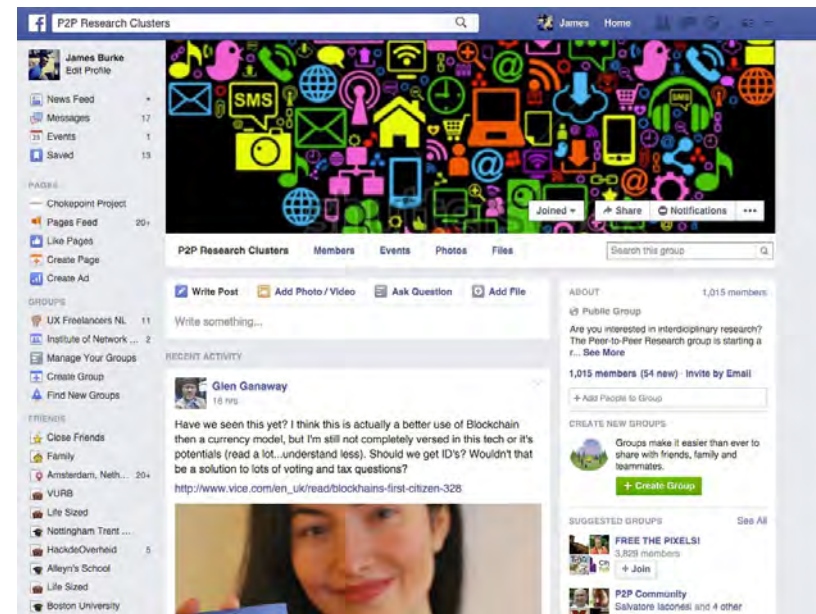 f P2P Research Clusters
James Home
James Burke
Edit Profile
News Feed
Messages 17
Events 1
Saved 13
PAGES
Chokepoint Project
Pages Feed 20+
Like Pages
Create Page
Create Ad
GROUPS
UX Freelancers NL 11
Institute of Network ... 2
Manage Your Groups
Create Group
Find New Groups
FRIENDS
Close Friends
Family
Amsterdam, Neth... 20+
VURB
Life Sized
Nottingham Trent ...
HackdeOverheid 5
Alleyn's School
Life Sized
Boston University
SMS
SMS
Joined
Share
Notifications
P2P Research Clusters Members Events Photos Files
Search this group
Write Post Add Photo / Video Ask Question Add File
Write something...
RECENT ACTIVITY
Glen Ganaway
16 hrs
Have we seen this yet? I think this is actually a better use of Blockchain
then a currency model, but I'm still not completely versed in this tech or it's
potentials (read a lot...understand less). Should we get ID's? Wouldn't that
be a solution to lots of voting and tax questions?
http://www.vice.com/en_uk/read/blockhains-first-citizen-328
ABOUT 1,015 members
Public Group
Are you interested in interdiciplinary research?
The Peer-to-Peer Research group is starting a
r... See More
1,015 members (54 new) · Invite by Email
+ Add People to Group
CREATE NEW GROUPS
Groups make it easier than ever to
share with friends, family and
teammates.
+ Create Group
SUGGESTED GROUPS See All
FREE THE PIXELS!
3,829 members
+ Join
P2P Community
Salvatore Iaconesi and 4 other